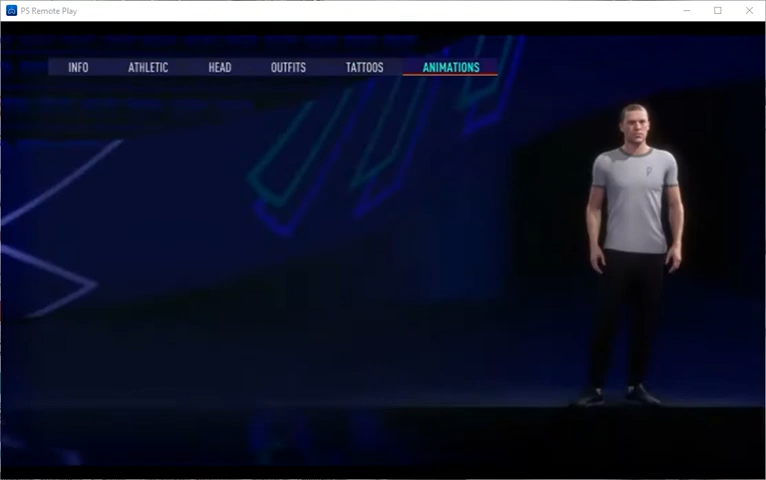 PS Remote Play
INFO ATHLETIC HEAD OUTFITS TATTOOS ANIMATIONS